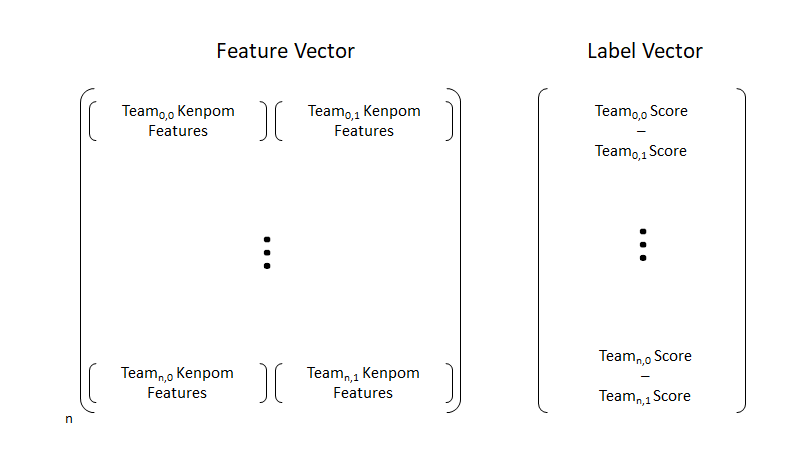 Feature Vector
Label Vector
Team0,0 Kenpom
Features
Team0,1 Kenpom
Features
Team0,0 Score
–
Team0,1 Score
Teamn,0 Kenpom
Features
Teamn,1 Kenpom
Features
Teamn,0 Score
–
Teamn,1 Score
n